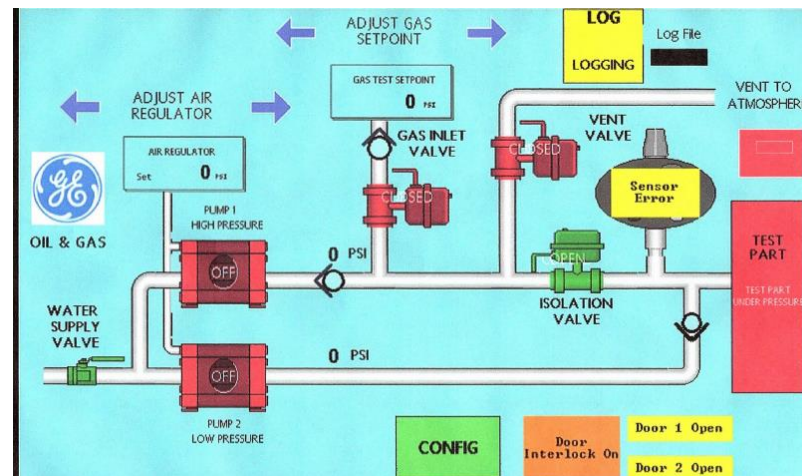 ADJUST GAS
SETPOINT
LOG
LOGGING
Log File
ADJUST AIR
REGULATOR
GAS TEST SETPOINT
0 PSI
VENT TO
ATMOSPHER
AIR REGULATOR
Set 0 PSI
GAS INLET
VALVE
VENT
VALVE
CLOSED
CLOSED
Sensor
Error
GE
OIL & GAS
PUMP 1
HIGH PRESSURE
OFF
0 PSI
OPEN
ISOLATION
VALVE
TEST
PART
TEST PART
UNDER PRESSURE
WATER
SUPPLY
VALVE
OFF
0 PSI
PUMP 2
LOW PRESSURE
CONFIG
Door
Interlock On
Door 1 Open
Door 2 Open